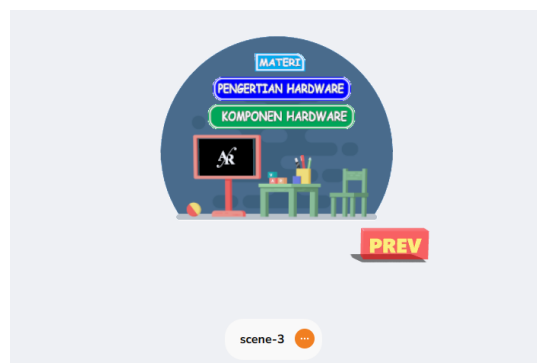 MATERI
PENGERTIAN HARDWARE
KOMPONEN HARDWARE
AR
PREV
scene-3